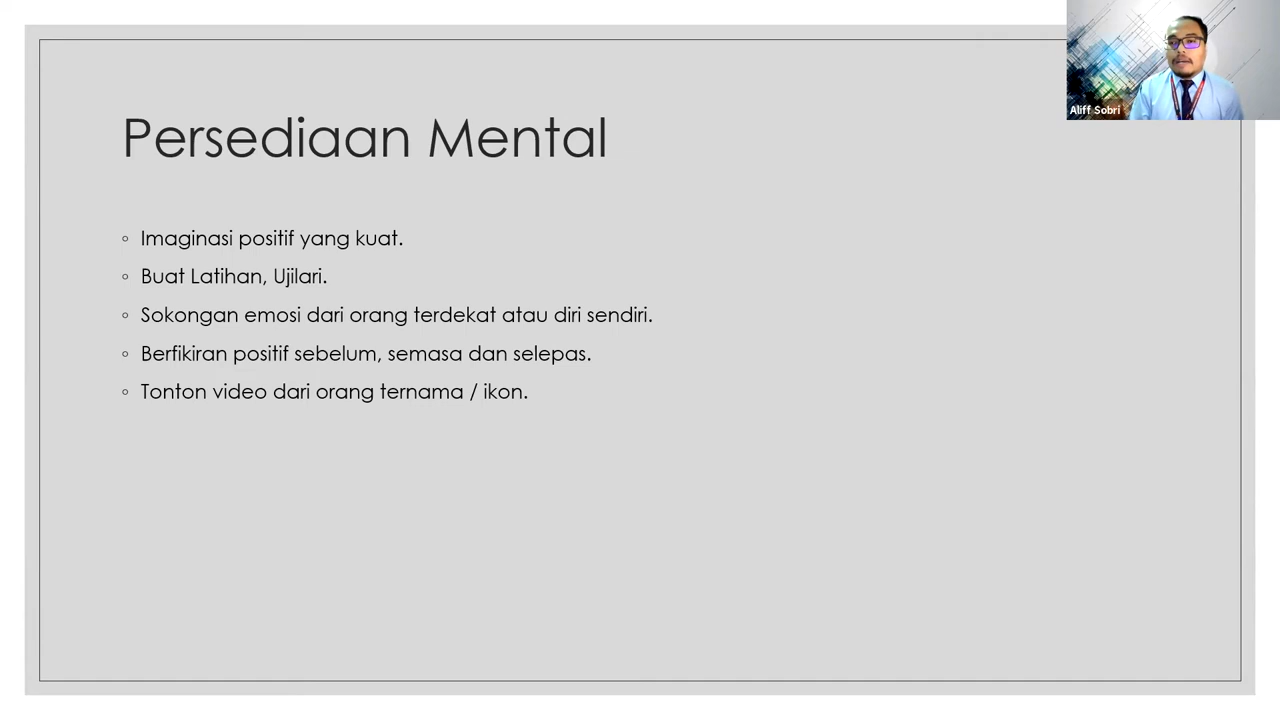 Persediaan Mental
Imaginasi positif yang kuat.
Buat Latihan, Ujilari.
Sokongan emosi dari orang terdekat atau diri sendiri.
Berfikiran positif sebelum, semasa dan selepas.
Tonton video dari orang ternama / ikon.
Aliff Sobri